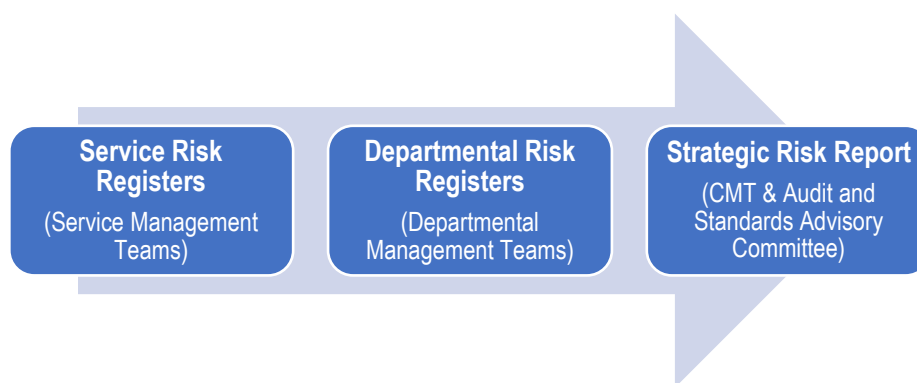 Service Risk
Registers
(Service Management
Teams)
Departmental Risk
Registers
(Departmental
Management Teams)
Strategic Risk Report
(CMT & Audit and
Standards Advisory
Committee)